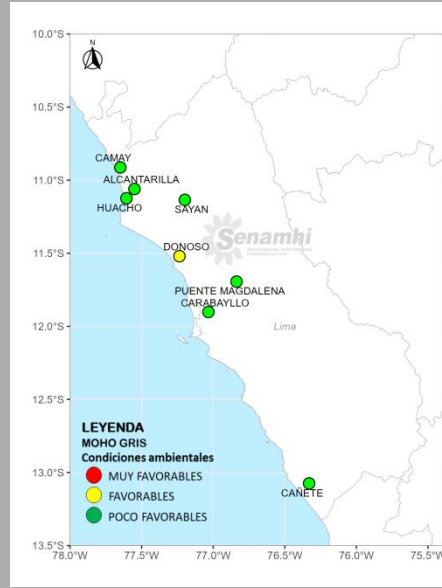 10.0°S
N
10.5°S
CAMAY
11.0°S
ALCANTARILLA
HUACHO
SAYAN
Senamhi
11.5°S
DONOSO
PUENTE MAGDALENA
CARABAYLLO
12.0°S
Lima
12.5°S
LEYENDA
MOHO GRIS
Condiciones ambientales
13.0°S
MUY FAVORABLES
CAÑETE
FAVORABLES
POCO FAVORABLES
13.5°S
78.0°W 77.5°W 77.0°W 76.5°W 76.0°W 75.5°